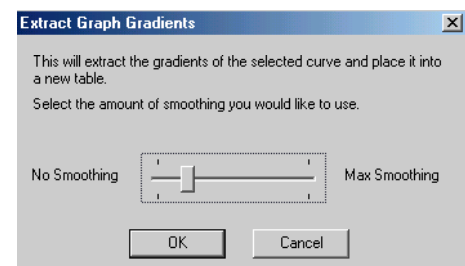 Extract Graph Gradients
This will extract the gradients of the selected curve and place it into
a new table.
Select the amount of smoothing you would like to use.
No Smoothing Max Smoothing
OK Cancel